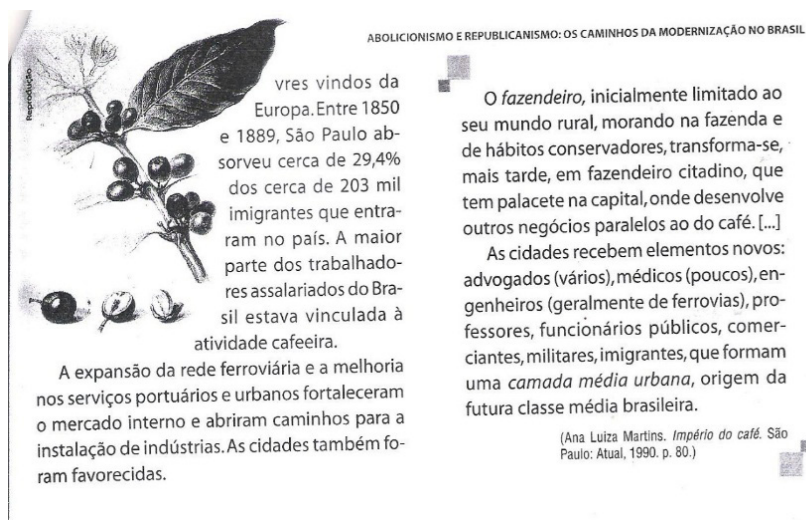 ABOLICIONISMO E REPUBLICANISMO: OS CAMINHOS DA MODERNIZAÇÃO NO BRASIL
Reprodução
vres vindos da
Europa. Entre 1850
e 1889, São Paulo ab-
sorveu cerca de 29,4%
dos cerca de 203 mil
imigrantes que entra-
ram no país. A maior
parte dos trabalhado-
res assalariados do Bra-
sil estava vinculada à
atividade cafeeira.
A expansão da rede ferroviária e a melhoria
nos serviços portuários e urbanos fortaleceram
o mercado interno e abriram caminhos para a
instalação de indústrias. As cidades também fo-
ram favorecidas.
O fazendeiro, inicialmente limitado ao
seu mundo rural, morando na fazenda e
de hábitos conservadores, transforma-se,
mais tarde, em fazendeiro citadino, que
tem palacete na capital, onde desenvolve
outros negócios paralelos ao do café. [...]
As cidades recebem elementos novos:
advogados (vários), médicos (poucos), en-
genheiros (geralmente de ferrovias), pro-
fessores, funcionários públicos, comer-
ciantes, militares, imigrantes, que formam
uma camada média urbana, origem da
futura classe média brasileira.
(Ana Luiza Martins. Império do café. São
Paulo: Atual, 1990. p. 80.)